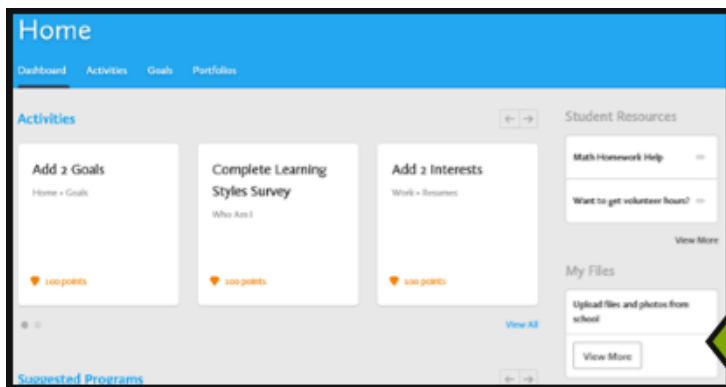 Home
Dashboard Activities Goals Portfolios
Activities
Add 2 Goals
Home • Goals
100 points
Complete Learning
Styles Survey
Who Am I
100 points
Add 2 Interests
Work • Resumes
100 points
View All
Suggested Programs
Student Resources
Math Homework Help
Want to get volunteer hours?
View More
My Files
Upload files and photos from
school
View More